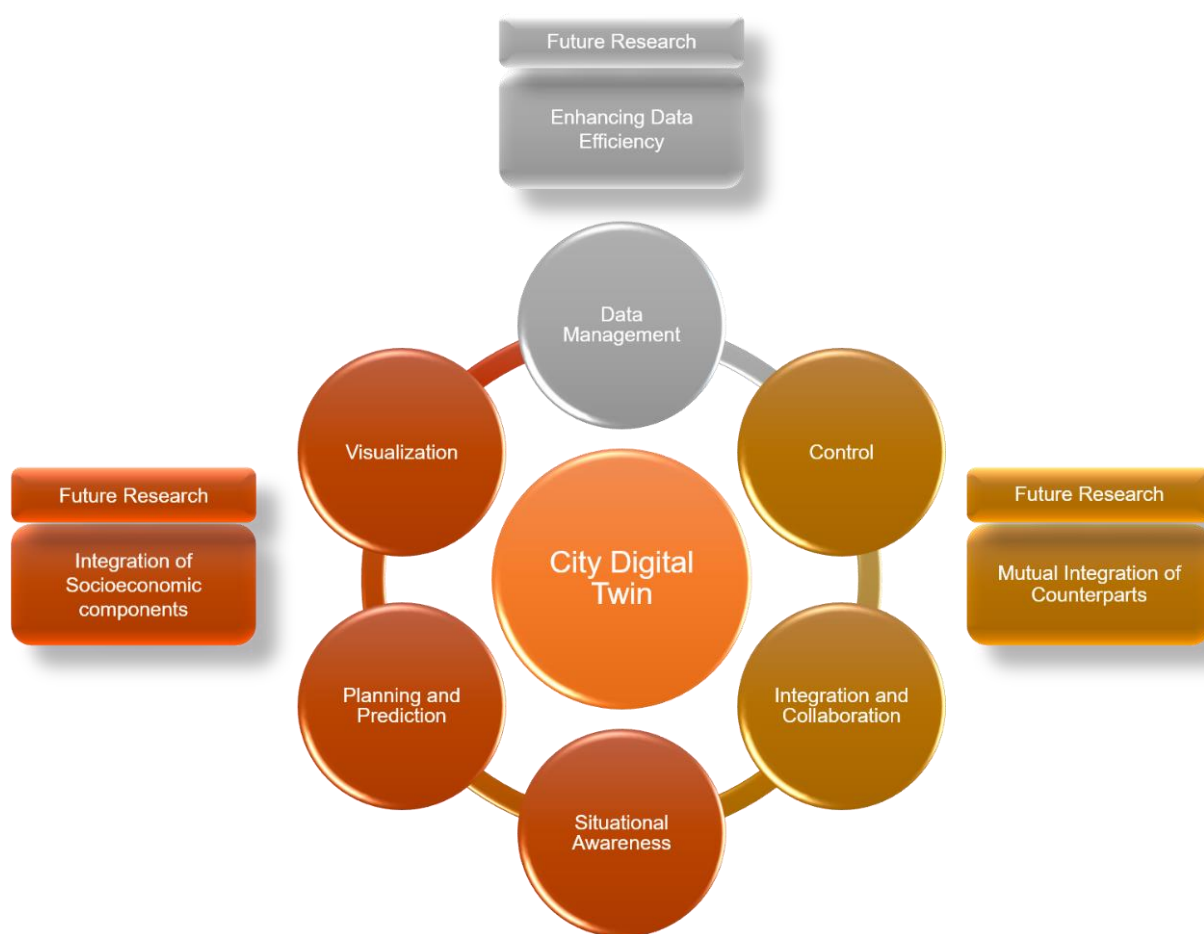 Future Research
Enhancing Data
Efficiency
Data
Management
Visualization
Control
Future Research
Integration of
Socioeconomic
components
City Digital
Twin
Future Research
Mutual Integration of
Counterparts
Planning and
Prediction
Integration and
Collaboration
Situational
Awareness